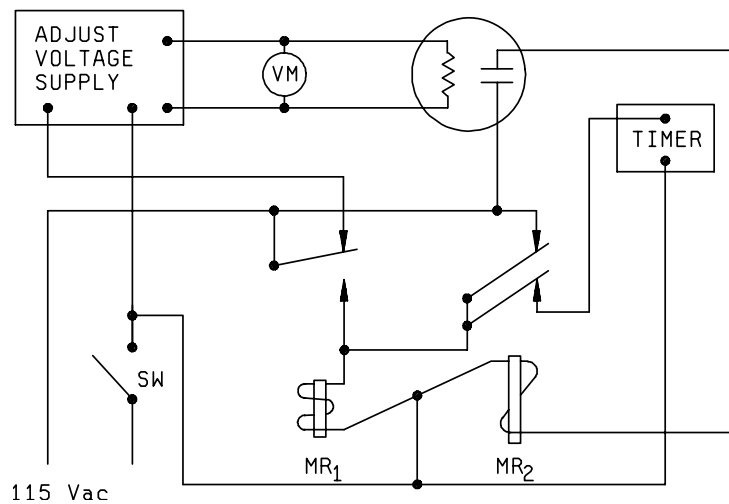 ADJUST
VOLTAGE
SUPPLY
VM
TIMER
SW
MR1
MR2
115 Vac